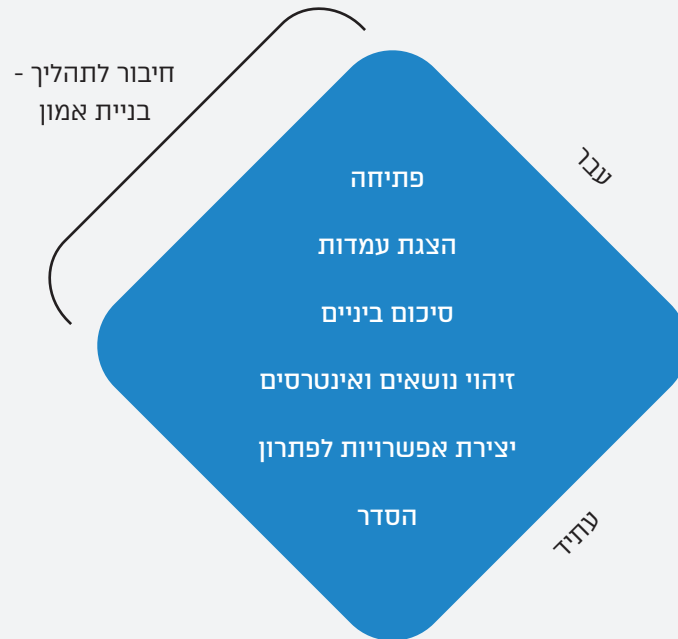 חיבור לתהליך -
בניית אמון
עבר
פתיחה
הצגת עמדות
סיכום ביניים
זיהוי נושאים ואינטרסים
יצירת אפשרויות לפתרון
הסדר
עתיד